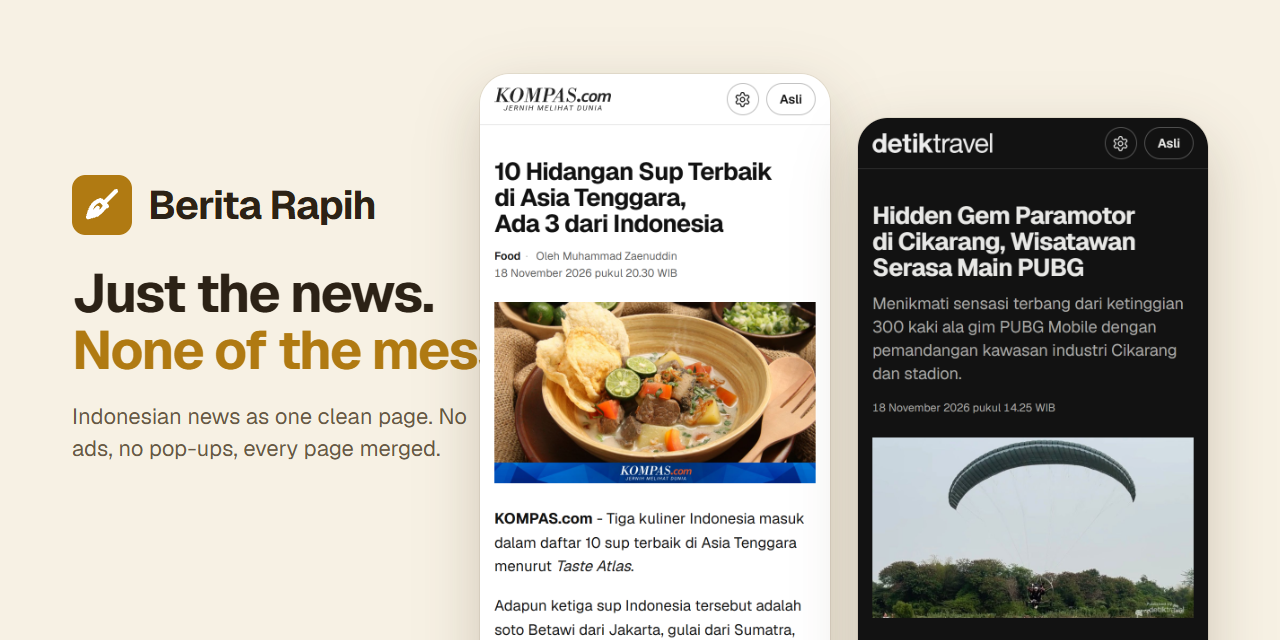 Berita Rapih
Just the news.
None of the mes
Indonesian news as one clean page. No
ads, no pop-ups, every page merged.
KOMPAS.com
JERNIH MELIHAT DUNIA
Asli
10 Hidangan Sup Terbaik
di Asia Tenggara,
Ada 3 dari Indonesia
Food · Oleh Muhammad Zaenuddin
18 November 2026 pukul 20.30 WIB
KOMPAS.com
JERNIH MELIHAT DUNIA
KOMPAS.com - Tiga kuliner Indonesia masuk
dalam daftar 10 sup terbaik di Asia Tenggara
menurut Taste Atlas.
Adapun ketiga sup Indonesia tersebut adalah
soto Betawi dari Jakarta, gulai dari Sumatra,
detiktravel
Asli
Hidden Gem Paramotor
di Cikarang, Wisatawan
Serasa Main PUBG
Menikmati sensasi terbang dari ketinggian
300 kaki ala gim PUBG Mobile dengan
pemandangan kawasan industri Cikarang
dan stadion.
18 November 2026 pukul 14.25 WIB
detiktravel